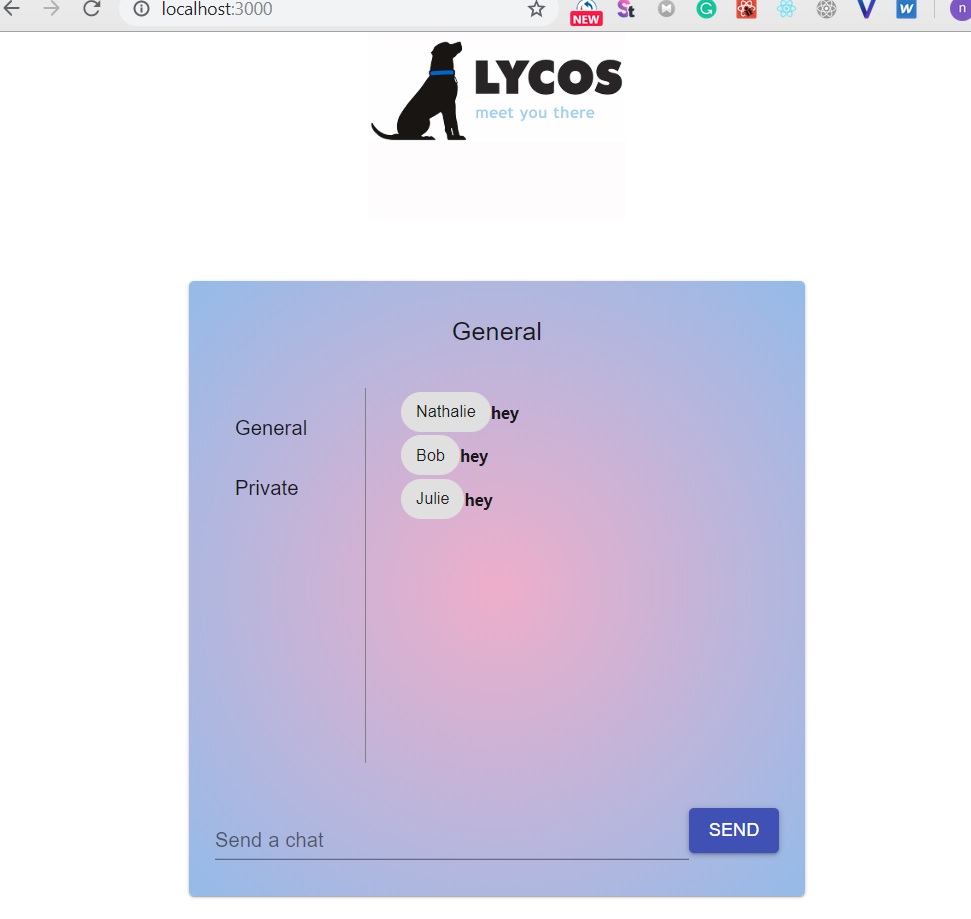 localhost:3000
NEW
St
G
V
W
n
LYCOS
meet you there
General
General
Private
Nathalie hey
Bob hey
Julie hey
Send a chat
SEND